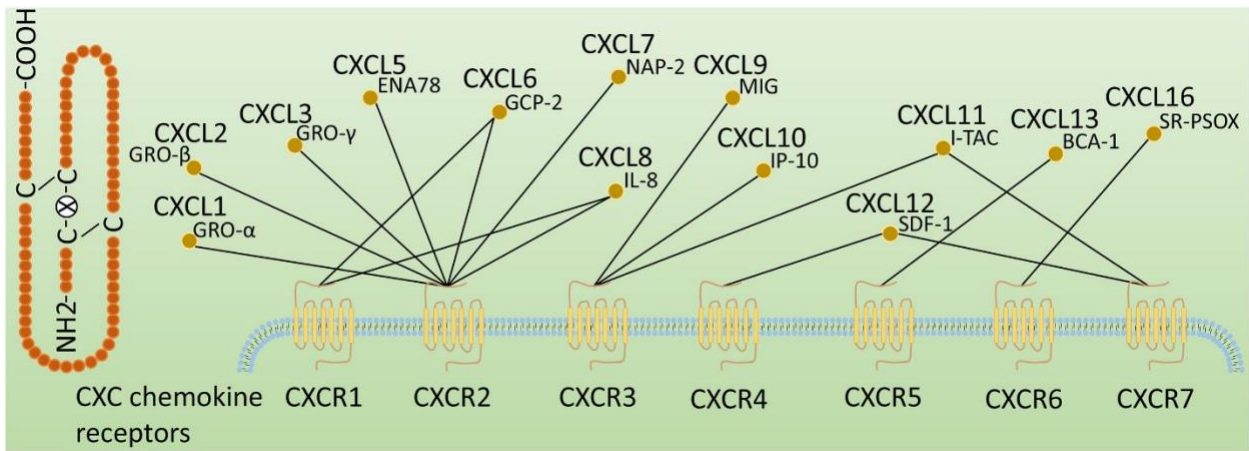 -COOH
C
C
X
C
C
NH2-
CXCL1
GRO-α
CXCL2
GRO-β
CXCL3
GRO-γ
CXCL5
ENA78
CXCL6
GCP-2
CXCL7
NAP-2
CXCL8
IL-8
CXCL9
MIG
CXCL10
IP-10
CXCL11
I-TAC
CXCL12
SDF-1
CXCL13
BCA-1
CXCL16
SR-PSOX
CXC chemokine
receptors
CXCR1
CXCR2
CXCR3
CXCR4
CXCR5
CXCR6
CXCR7